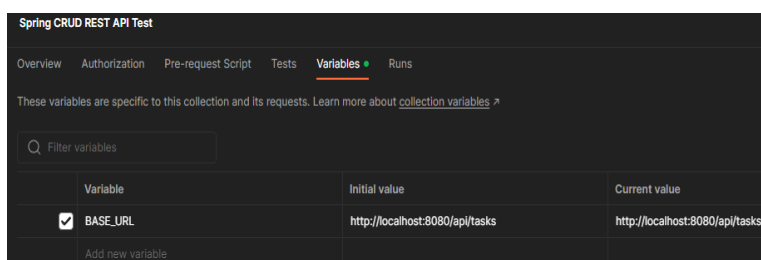 Spring CRUD REST API Test
Overview Authorization Pre-request Script Tests Variables Runs
These variables are specific to this collection and its requests. Learn more about collection variables ↗
Filter variables
Variable Initial value Current value
BASE_URL http://localhost:8080/api/tasks http://localhost:8080/api/tasks
Add new variable